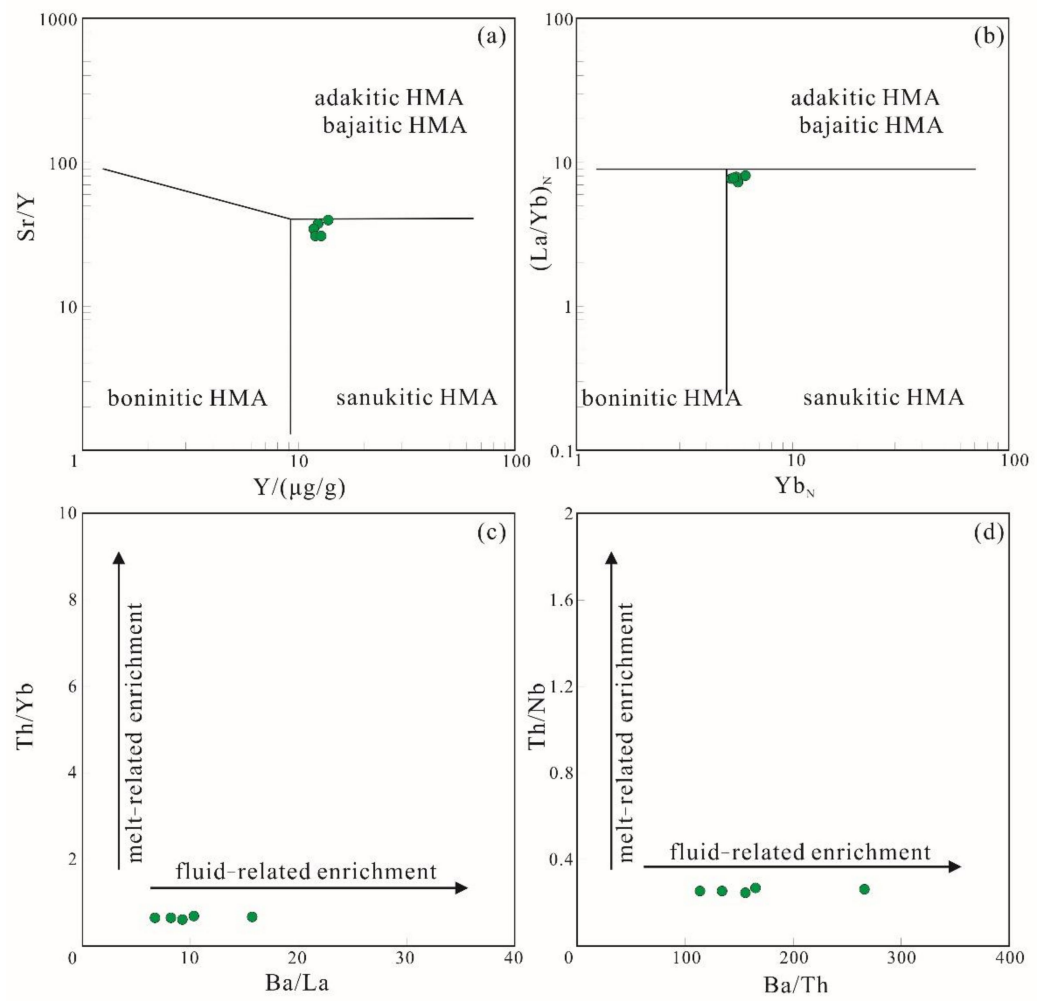 (a)
1000
100
10
1
Sr/Y
adakitic HMA
bajaitic HMA
boninitic HMA
sanukitic HMA
1
10
100
Y/(μg/g)
(b)
100
10
1
0.1
(La/Yb)N
adakitic HMA
bajaitic HMA
boninitic HMA
sanukitic HMA
1
10
100
YbN
(c)
10
8
6
4
2
Th/Yb
melt-related enrichment
fluid-related enrichment
0
10
20
30
40
Ba/La
(d)
2
1.6
1.2
0.8
0.4
Th/Nb
melt-related enrichment
fluid-related enrichment
0
100
200
300
400
Ba/Th